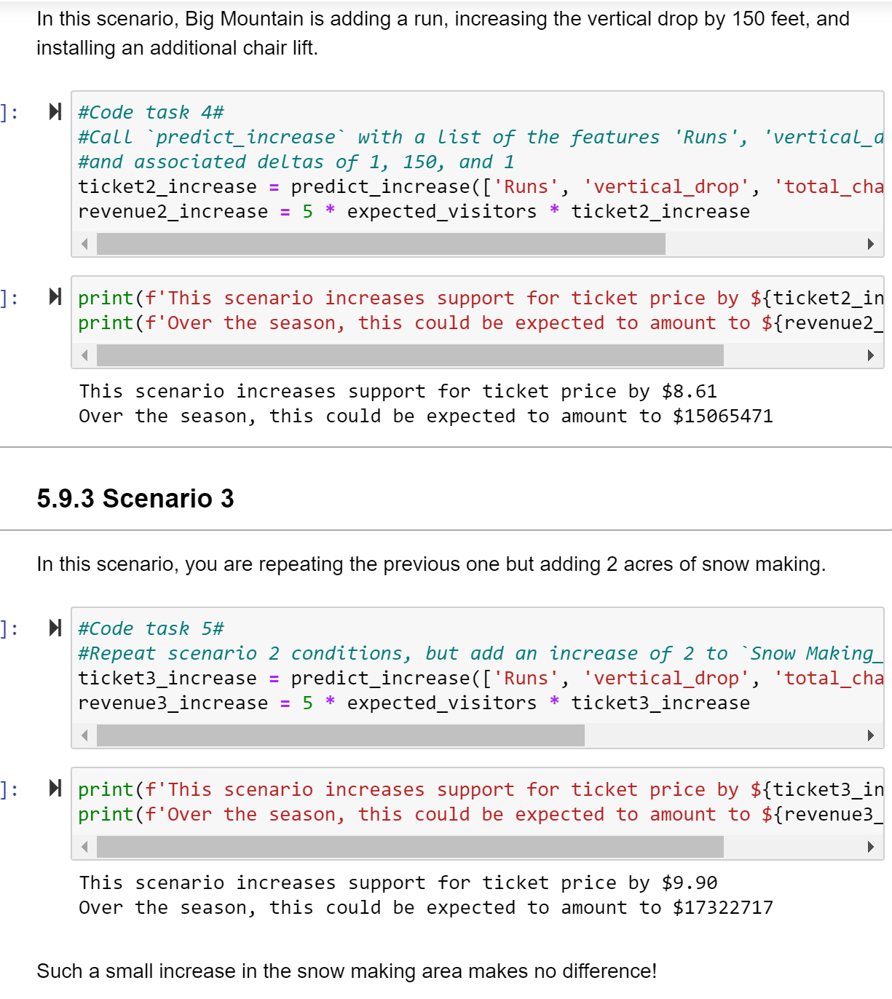 In this scenario, Big Mountain is adding a run, increasing the vertical drop by 150 feet, and
installing an additional chair lift.
]:
#Code task 4#
#Call `predict_increase` with a list of the features 'Runs', 'vertical_d
#and associated deltas of 1, 150, and 1
ticket2_increase = predict_increase(['Runs', 'vertical_drop', 'total_cha
revenue2_increase = 5 * expected_visitors * ticket2_increase
]:
print(f'This scenario increases support for ticket price by ${ticket2_in
print(f'Over the season, this could be expected to amount to ${revenue2_
This scenario increases support for ticket price by $8.61
Over the season, this could be expected to amount to $15065471
5.9.3 Scenario 3
In this scenario, you are repeating the previous one but adding 2 acres of snow making.
]:
#Code task 5#
#Repeat scenario 2 conditions, but add an increase of 2 to `Snow Making_
ticket3_increase = predict_increase(['Runs', 'vertical_drop', 'total_cha
revenue3_increase = 5 * expected_visitors * ticket3_increase
]:
print(f'This scenario increases support for ticket price by ${ticket3_in
print(f'Over the season, this could be expected to amount to ${revenue3_
This scenario increases support for ticket price by $9.90
Over the season, this could be expected to amount to $17322717
Such a small increase in the snow making area makes no difference!